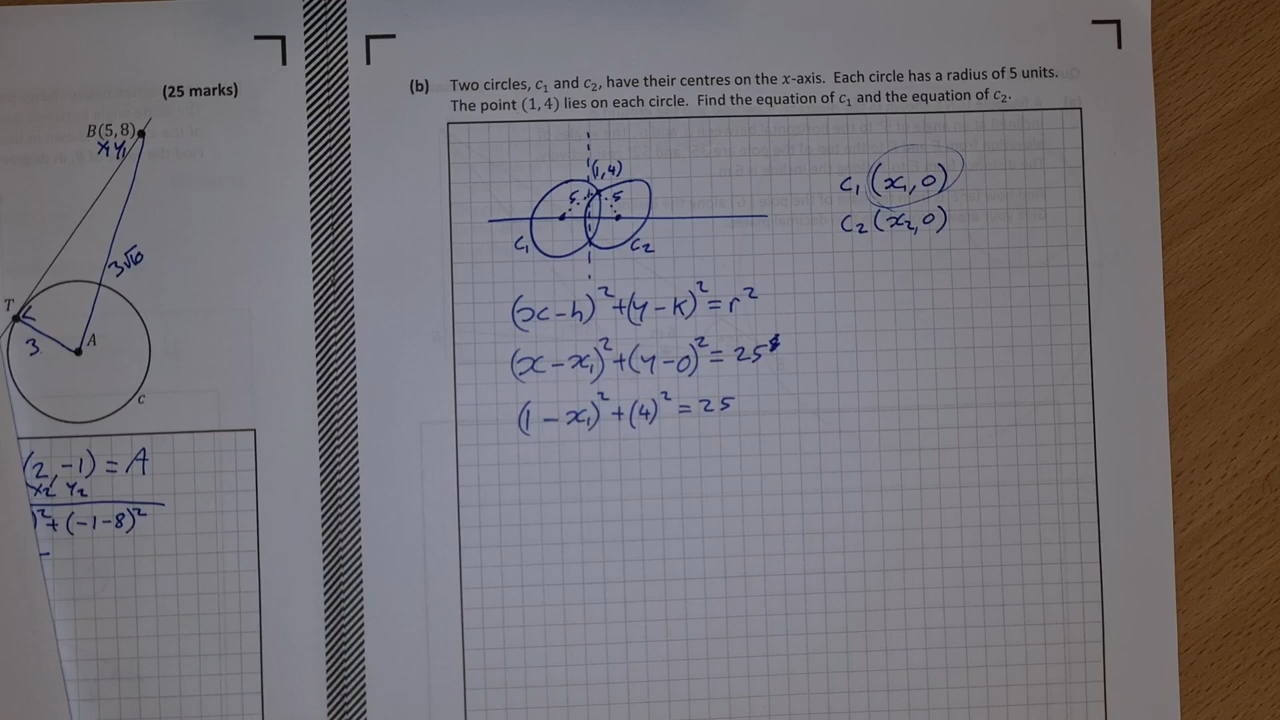 (25 marks)
B(5,8)
x₁ y₁
3√10
T
3
A
c
(2,-1) = A
x₂ y₂
)²+(-1-8)²
(b) Two circles, c₁ and c₂, have their centres on the x-axis. Each circle has a radius of 5 units.
The point (1, 4) lies on each circle. Find the equation of c₁ and the equation of c₂.
(1,4)
5 5
C₁ C₂
C₁ (x₁, 0)
C₂ (x₂, 0)
(x-h)²+(y-k)²=r²
(x-x₁)²+(y-0)²=25
(1-x₁)²+(4)²=25